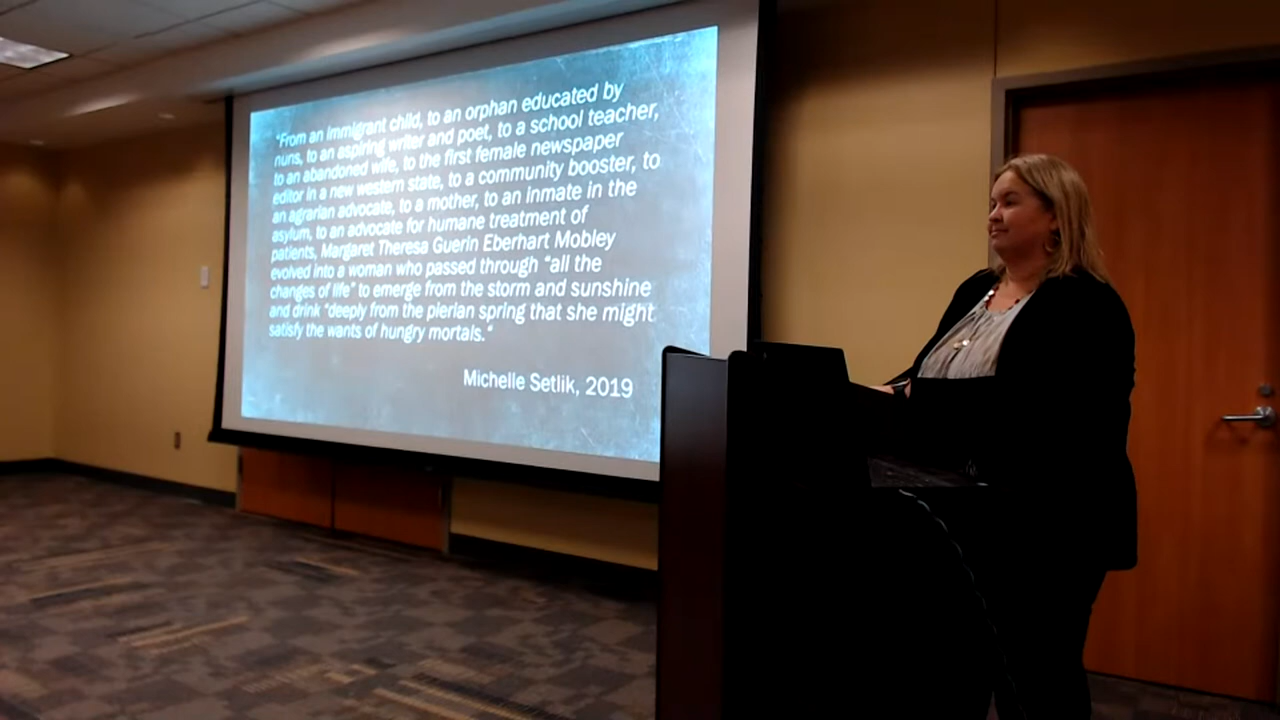 "From an immigrant child, to an orphan educated by
nuns, to an aspiring writer and poet, to a school teacher,
to an abandoned wife, to the first female newspaper
editor in a new western state, to a community booster, to
an agrarian advocate, to a mother, to an inmate in the
asylum, to an advocate for humane treatment of
patients, Margaret Theresa Guerin Eberhart Mobley
evolved into a woman who passed through "all the
changes of life" to emerge from the storm and sunshine
and drink "deeply from the pierian spring that she might
satisfy the wants of hungry mortals."
Michelle Setlik, 2019